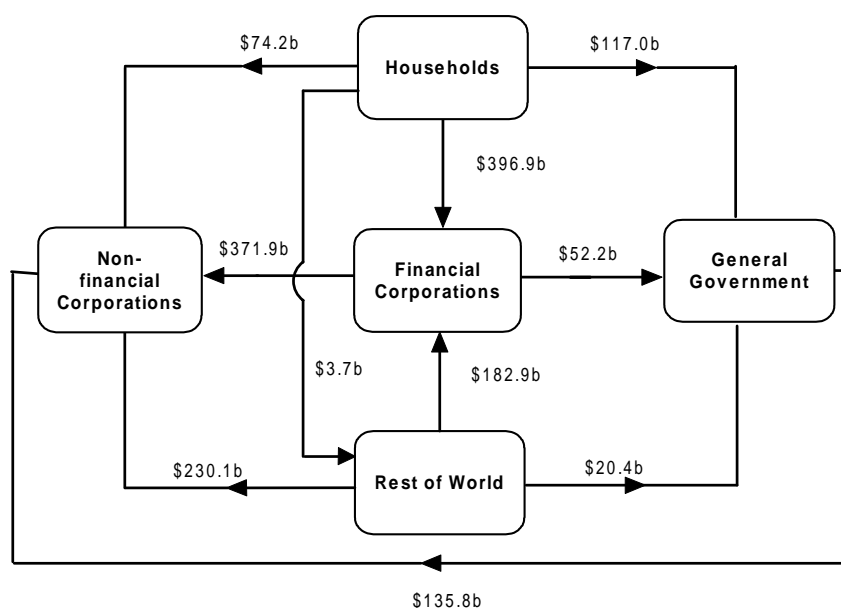 $74.2b
Households
$117.0b
$396.9b
Non-
financial
Corporations
$371.9b
Financial
Corporations
$52.2b
General
Government
$3.7b
$182.9b
$230.1b
Rest of World
$20.4b
$135.8b